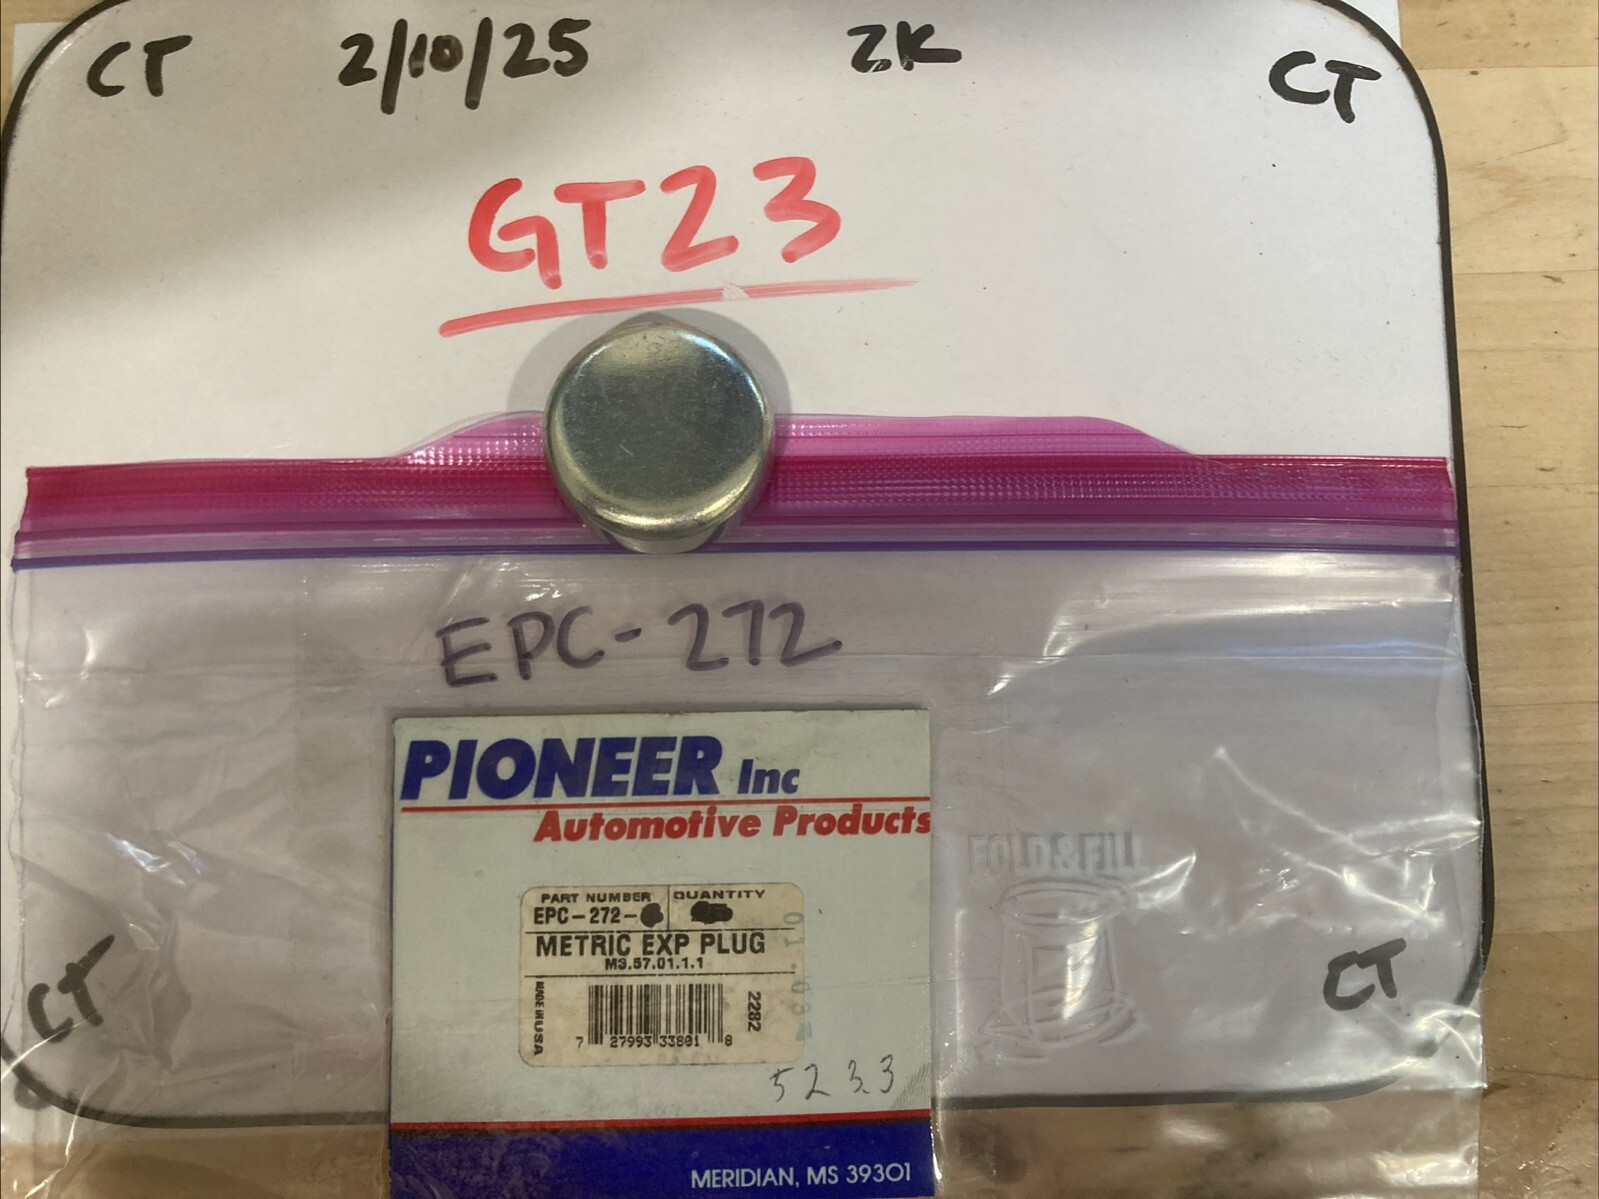 CT 2/10/25 ZK CT
GT23
EPC-272
PIONEER Inc
Automotive Products
FOLD & FILL
PART NUMBER QUANTITY
EPC-272-
METRIC EXP PLUG
M3.57.01.1.1
MADE IN USA
2282
7 27993 33801 8
5233
CT
CT
MERIDIAN, MS 39301